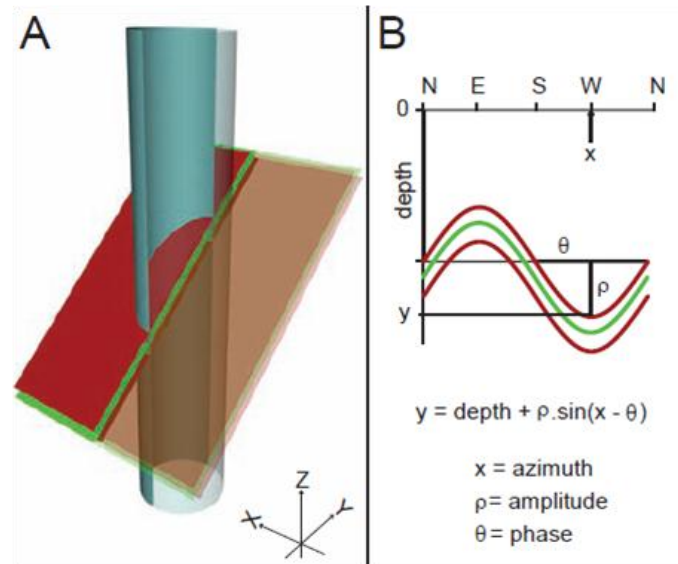 A
X
Z
Y
B
N E S W N
0
x
depth
θ
ρ
y
y = depth + ρ.sin(x - θ)
x = azimuth
ρ= amplitude
θ = phase